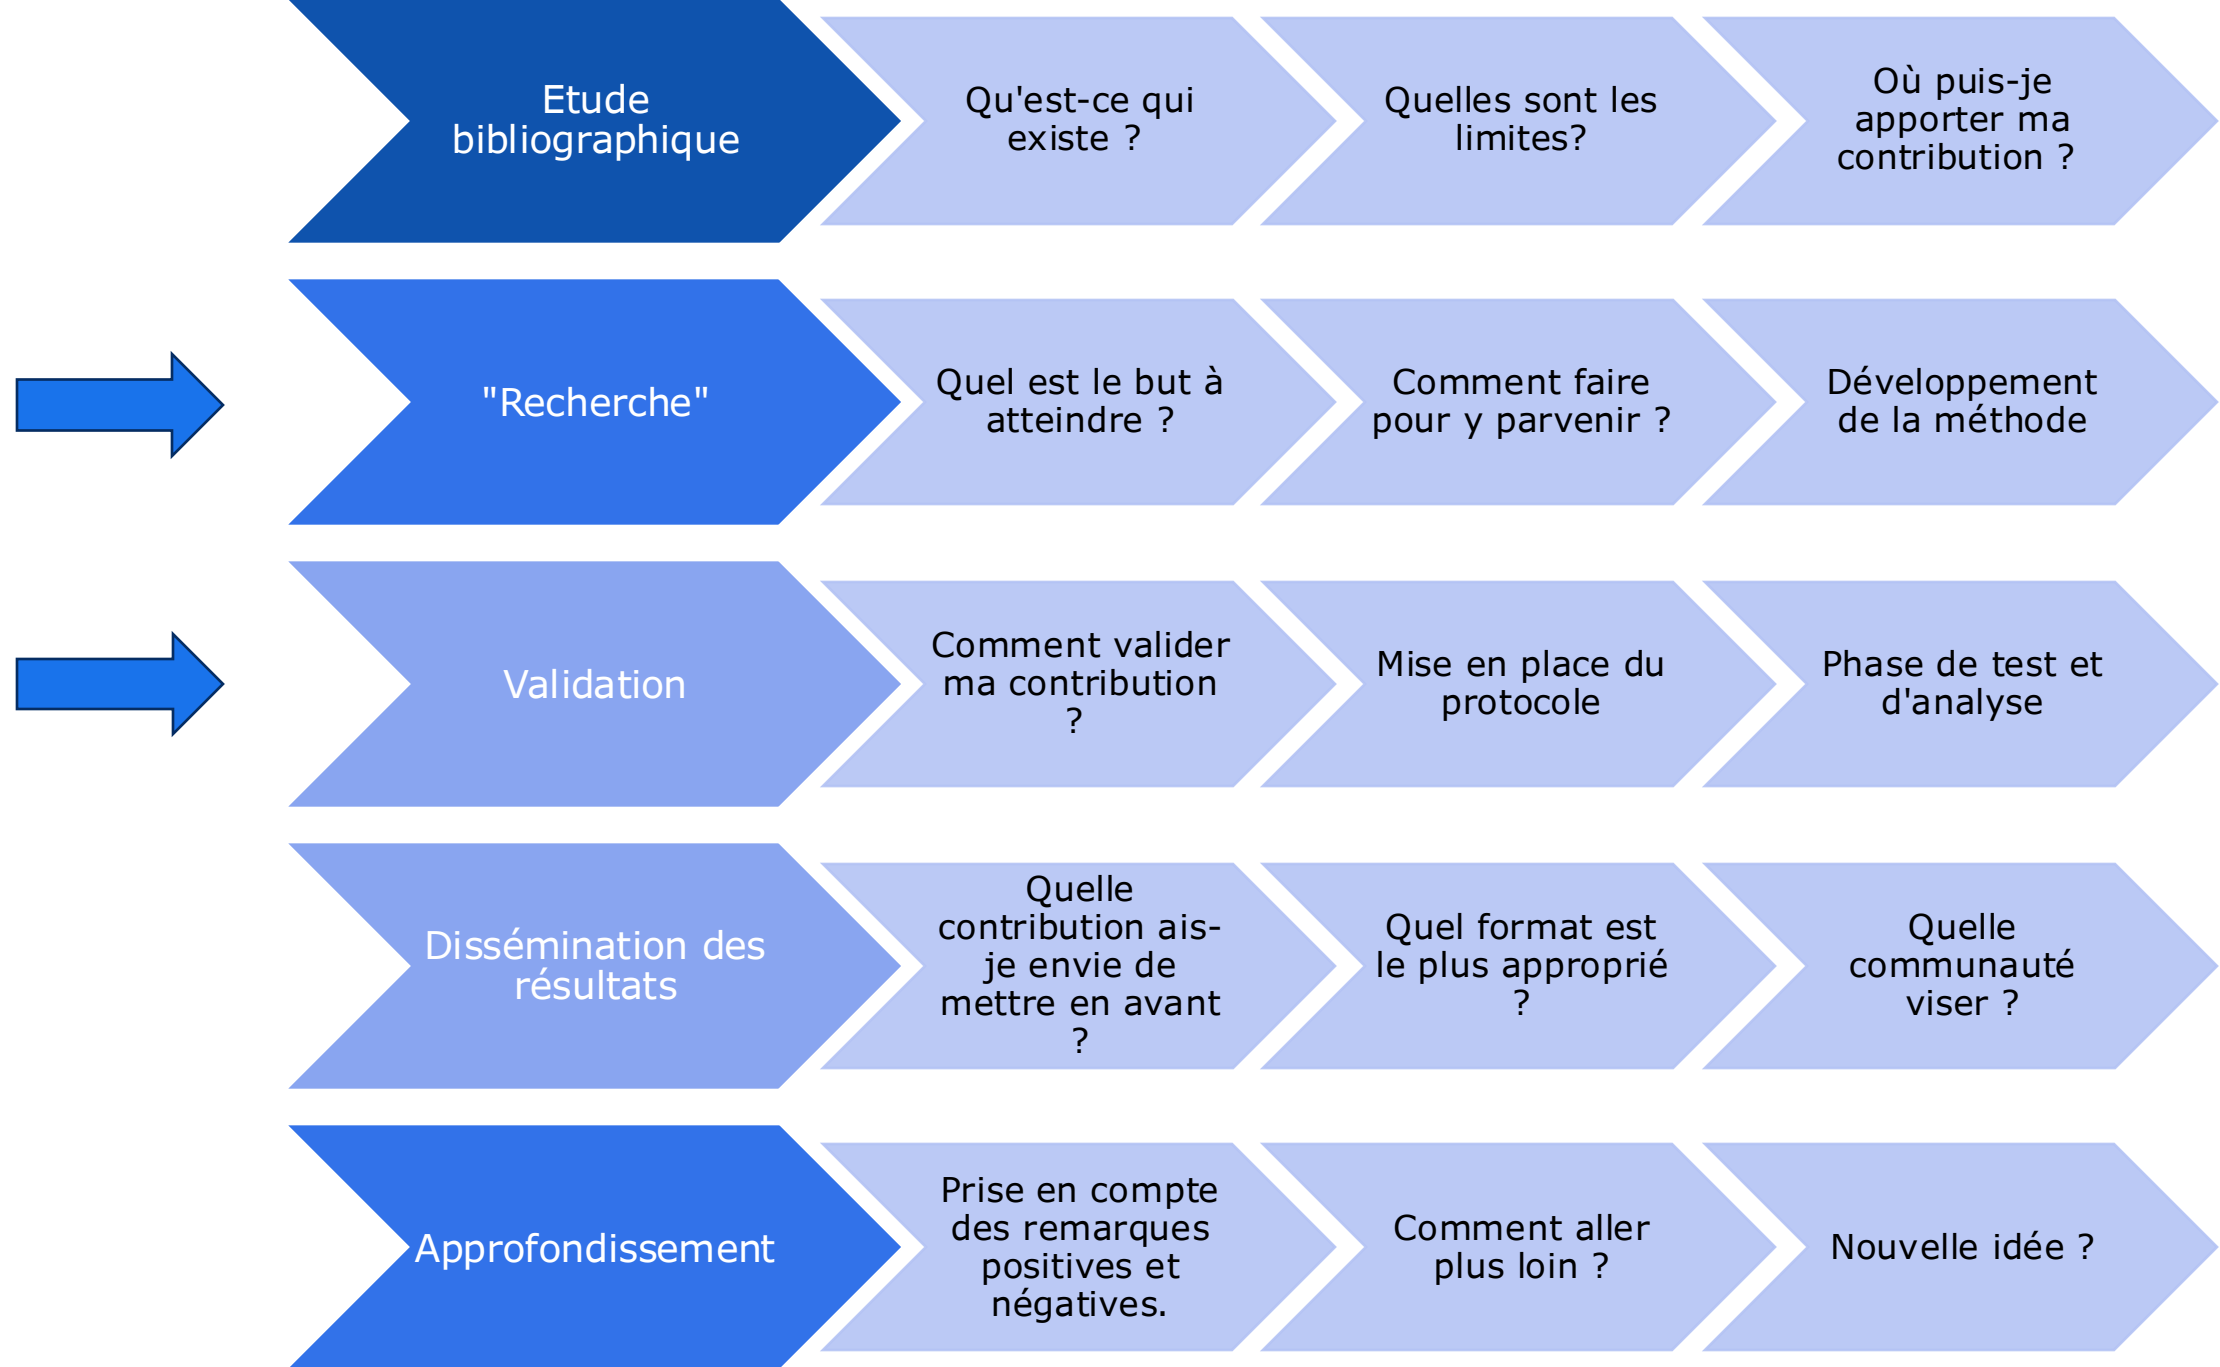 Etude
bibliographique
Qu'est-ce qui
existe ?
Quelles sont les
limites?
Où puis-je
apporter ma
contribution ?
"Recherche"
Quel est le but à
atteindre ?
Comment faire
pour y parvenir ?
Développement
de la méthode
Validation
Comment valider
ma contribution
?
Mise en place du
protocole
Phase de test et
d'analyse
Dissémination des
résultats
Quelle
contribution ais-
je envie de
mettre en avant
?
Quel format est
le plus approprié
?
Quelle
communauté
viser ?
Approfondissement
Prise en compte
des remarques
positives et
négatives.
Comment aller
plus loin ?
Nouvelle idée ?